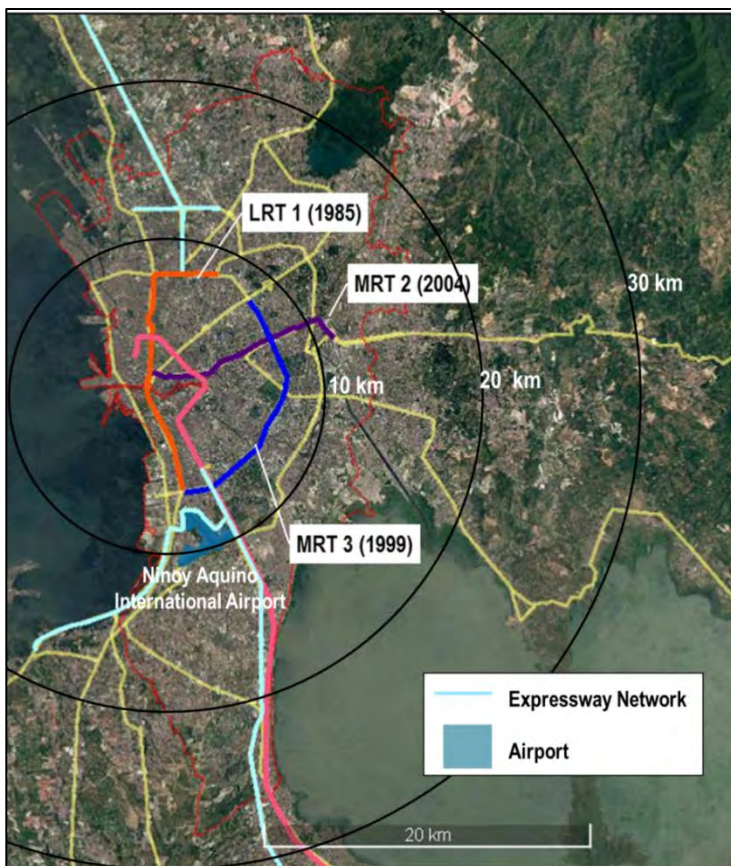 LRT 1 (1985)
MRT 2 (2004)
30 km
10 km
20 km
MRT 3 (1999)
Ninoy Aquino
International Airport
Expressway Network
Airport
20 km